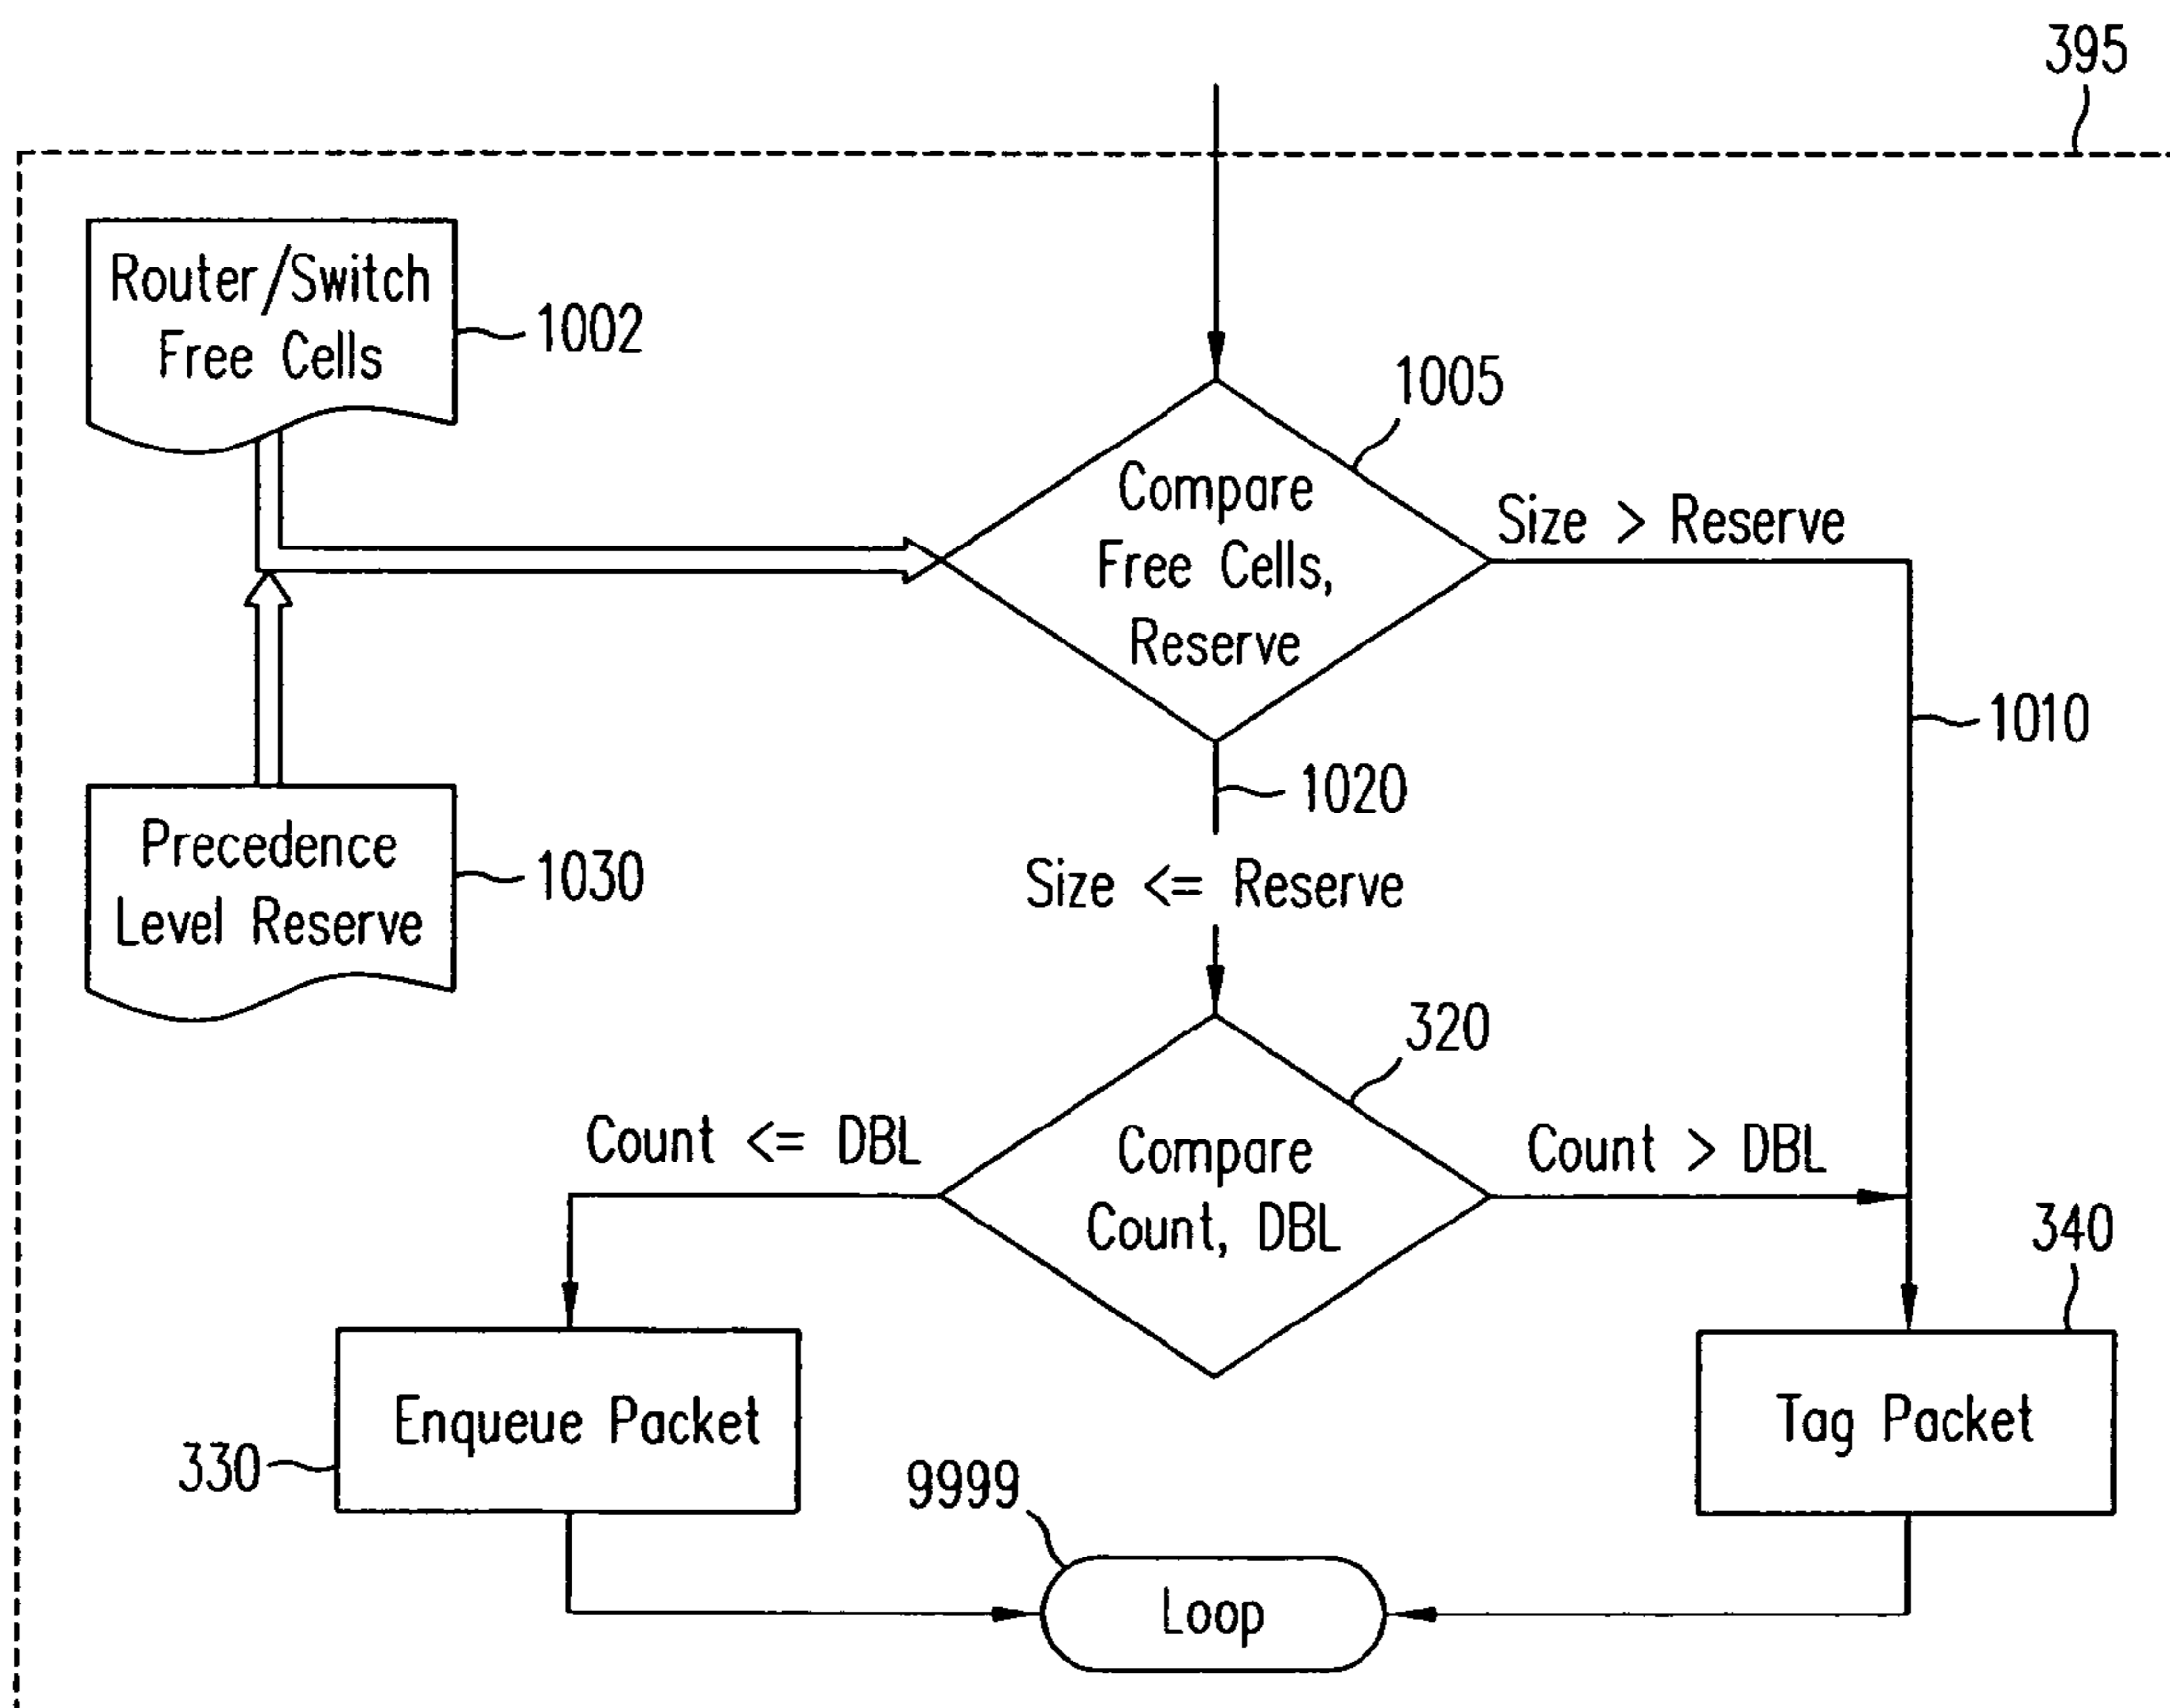 395
Router/Switch
Free Cells
1002
1005
Compare
Free Cells,
Reserve
Size > Reserve
1010
1020
Size <= Reserve
Precedence
Level Reserve
1030
320
Count <= DBL
Compare
Count, DBL
Count > DBL
340
Enqueue Packet
330
Tag Packet
9999
Loop